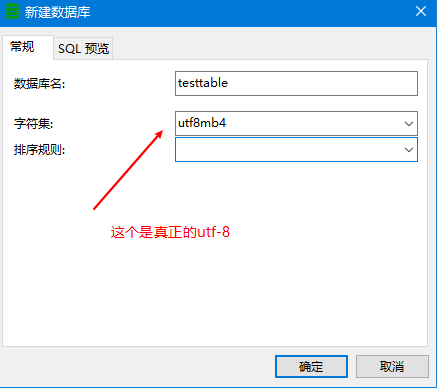 新建数据库
常规 SQL 预览
数据库名: testtable
字符集: utf8mb4
排序规则:
这个是真正的utf-8
确定 取消